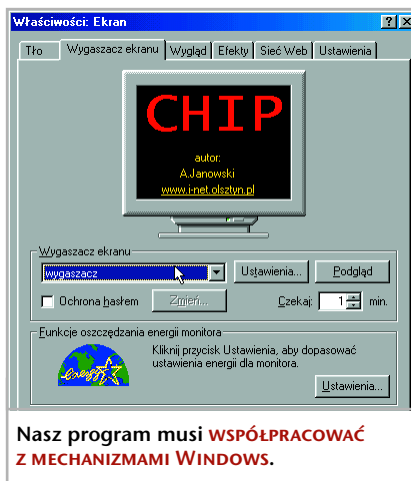 Właściwości: Ekran
Tło Wygaszacz ekranu Wygląd Efekty Sieć Web Ustawienia
CHIP
autor:
A.Janowski
www.i-net.olsztyn.pl
Wygaszacz ekranu
wygaszacz Ustawienia... Podgląd
Ochrona hasłem Zmień... Czekaj: 1 min.
Funkcje oszczędzania energii monitora
Kliknij przycisk Ustawienia, aby dopasować
ustawienia energii dla monitora.
energy
Ustawienia...
Nasz program musi WSPÓŁPRACOWAĆ
Z MECHANIZMAMI WINDOWS.